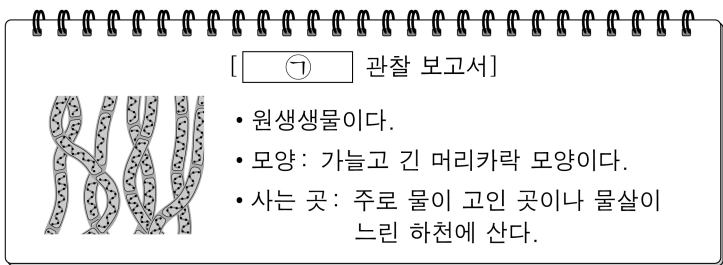 [ ㉠ 관찰 보고서]
• 원생생물이다.
• 모양: 가늘고 긴 머리카락 모양이다.
• 사는 곳: 주로 물이 고인 곳이나 물살이
느린 하천에 산다.